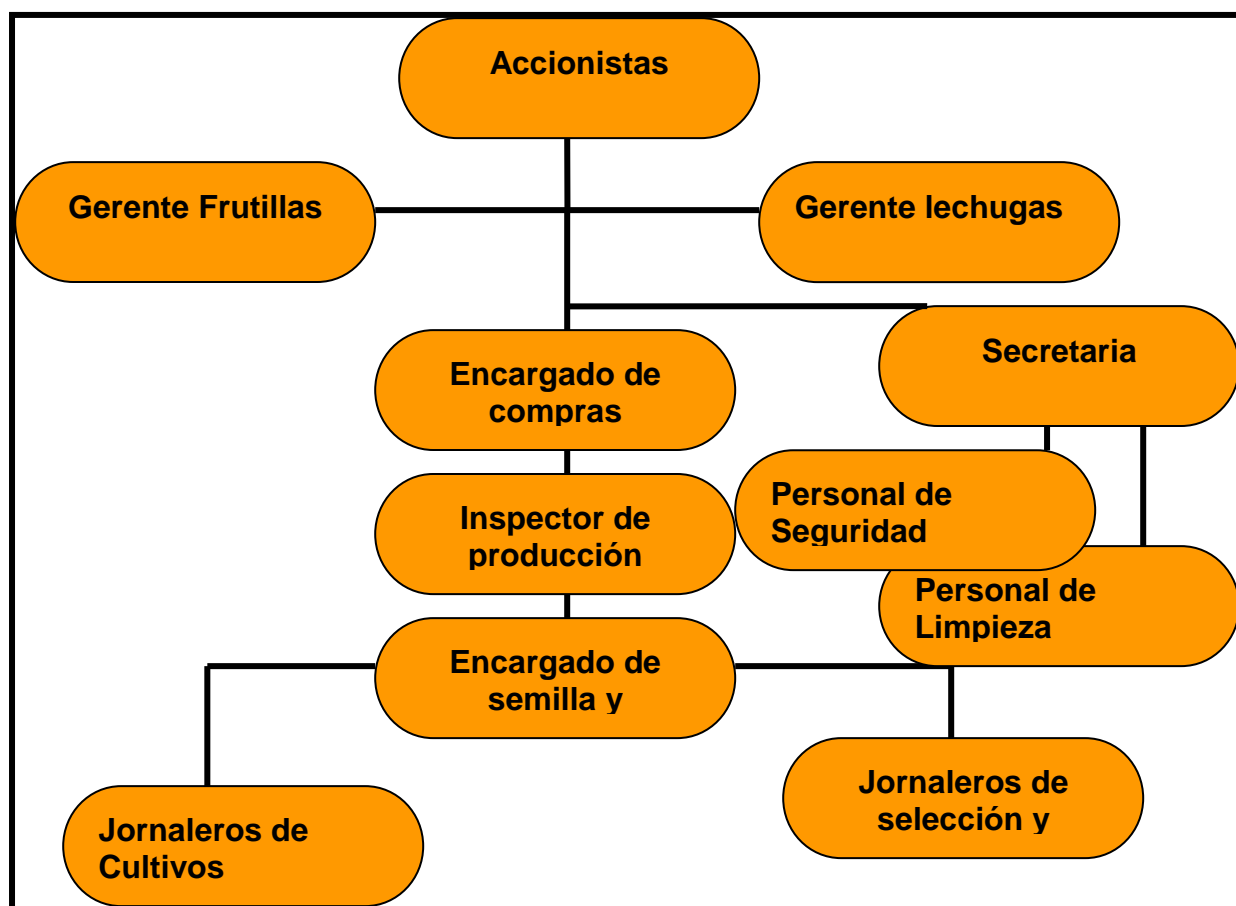 Accionistas
Gerente Frutillas
Gerente lechugas
Secretaria
Encargado de
compras
Personal de
Seguridad
Inspector de
producción
Personal de
Limpieza
Encargado de
semilla y
Jornaleros de
selección y
Jornaleros de
Cultivos